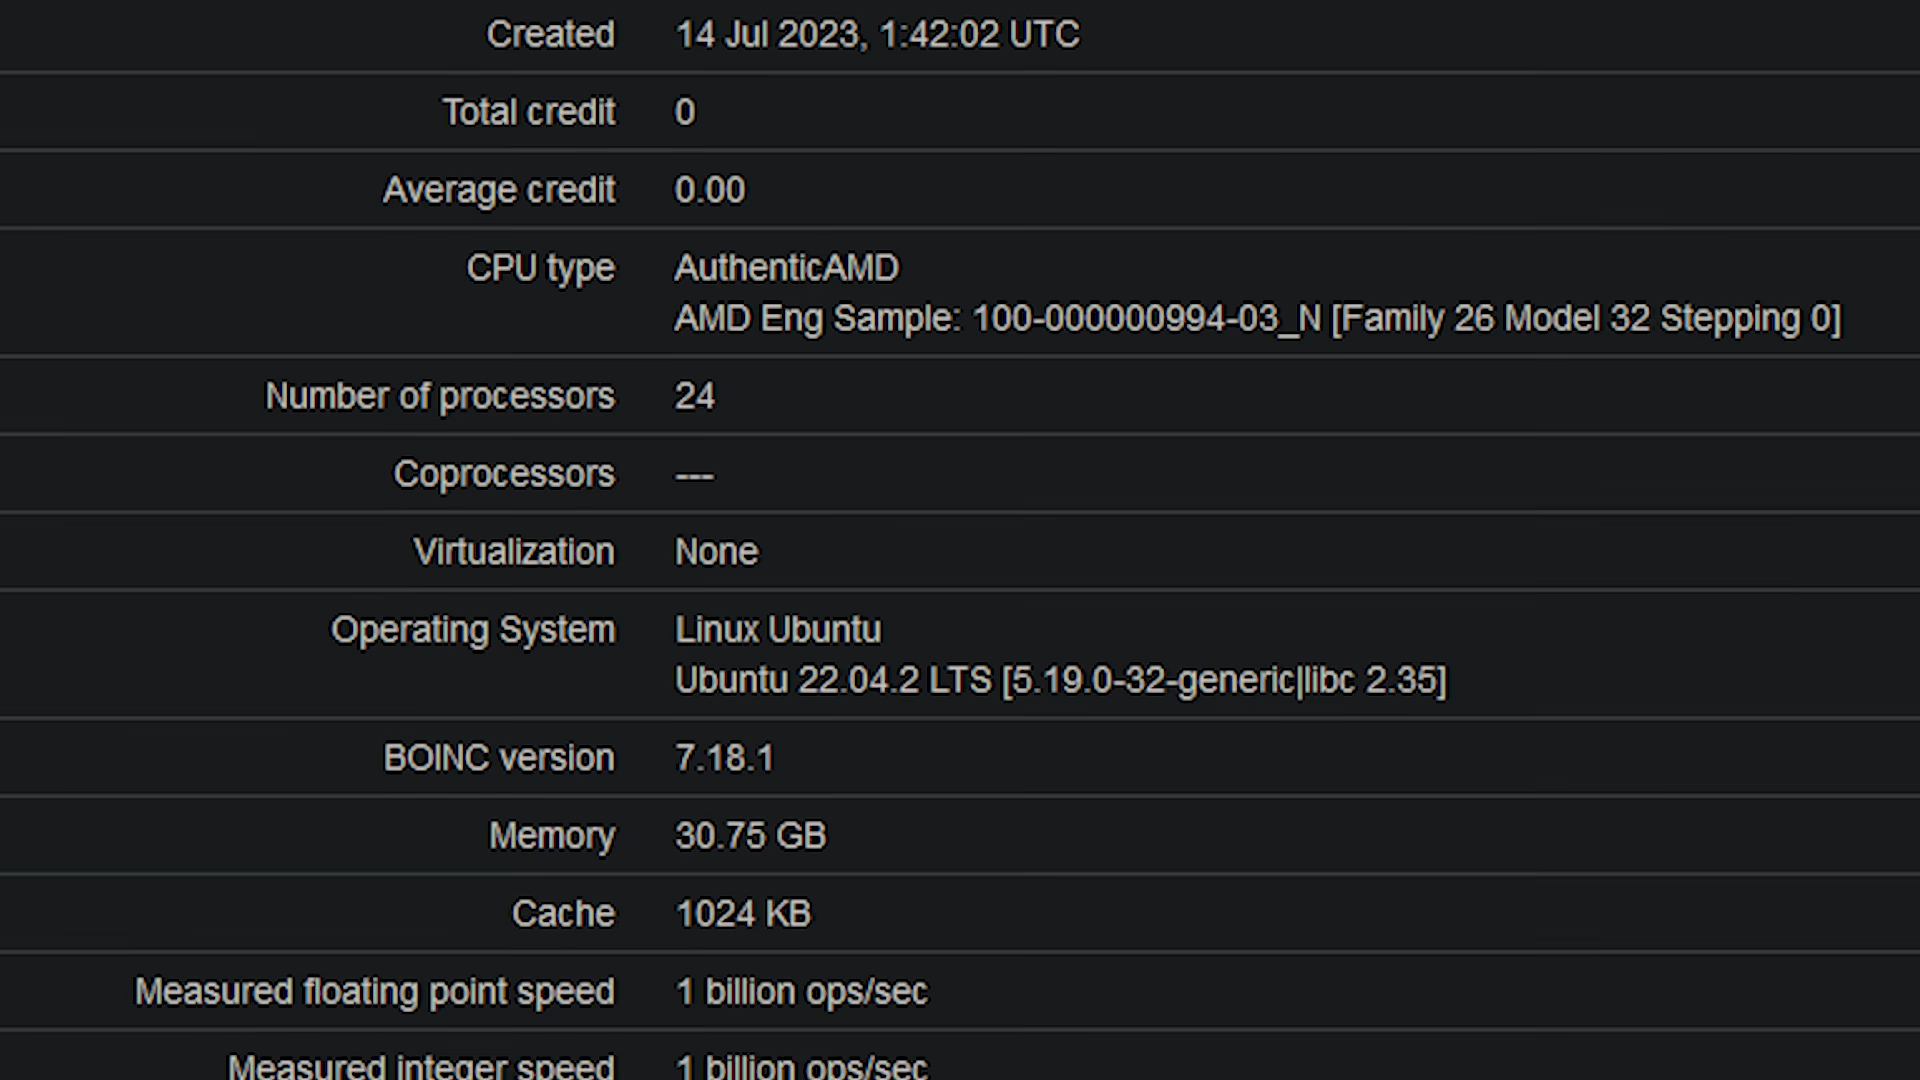 Created 14 Jul 2023, 1:42:02 UTC
Total credit 0
Average credit 0.00
CPU type AuthenticAMD
AMD Eng Sample: 100-000000994-03_N [Family 26 Model 32 Stepping 0]
Number of processors 24
Coprocessors ---
Virtualization None
Operating System Linux Ubuntu
Ubuntu 22.04.2 LTS [5.19.0-32-generic|libc 2.35]
BOINC version 7.18.1
Memory 30.75 GB
Cache 1024 KB
Measured floating point speed 1 billion ops/sec
Measured integer speed 1 billion ops/sec